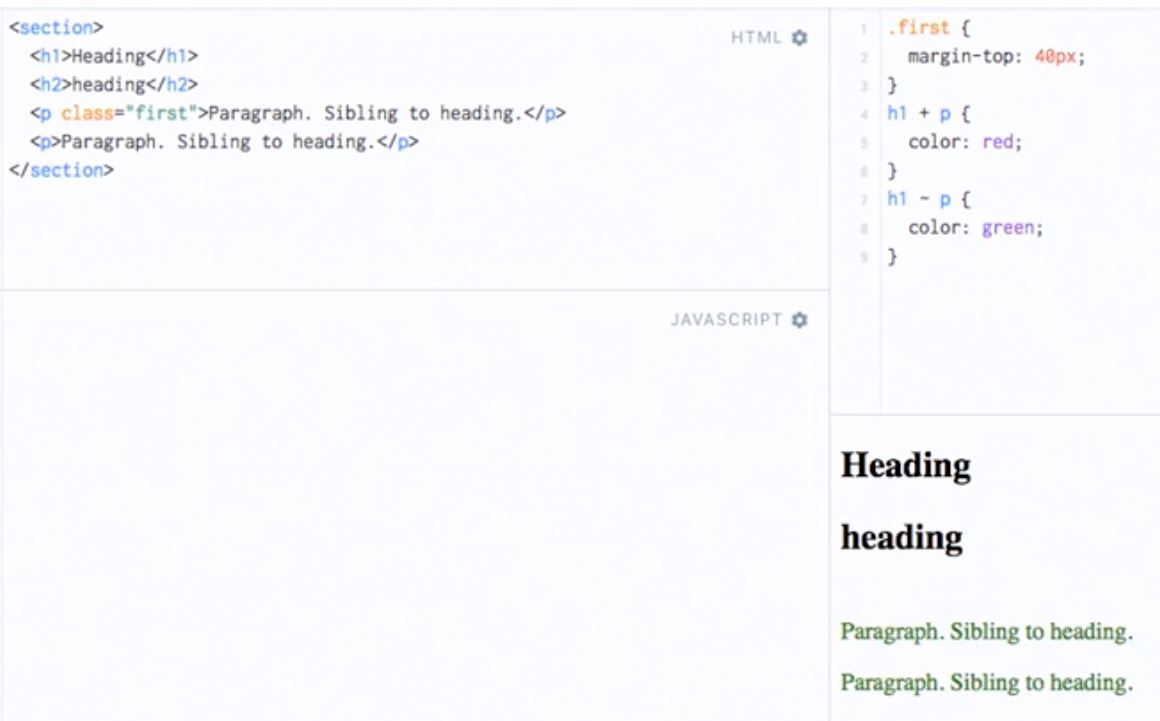 <section>
<h1>Heading</h1>
<h2>heading</h2>
<p class="first">Paragraph. Sibling to heading.</p>
<p>Paragraph. Sibling to heading.</p>
</section>
HTML
JAVASCRIPT
1 .first {
2 margin-top: 40px;
3 }
4 h1 + p {
5 color: red;
6 }
7 h1 ~ p {
8 color: green;
9 }
Heading
heading
Paragraph. Sibling to heading.
Paragraph. Sibling to heading.